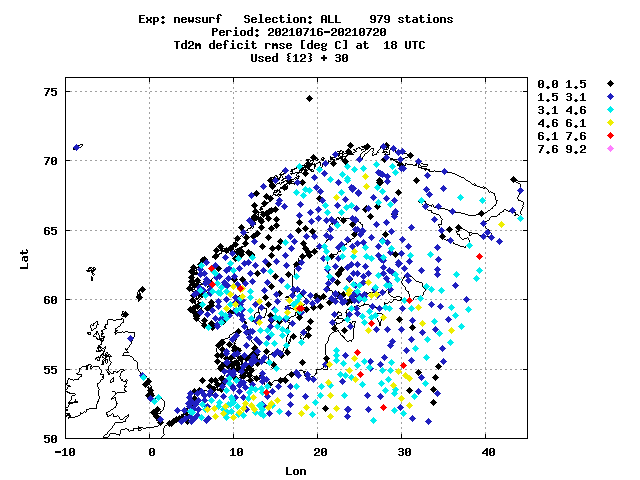 Exp: newsurf   Selection: ALL    979 stations
Period: 20210716-20210720
Td2m deficit rmse [deg C] at  18 UTC
Used {12} + 30
0.0 1.5
1.5 3.1
3.1 4.6
4.6 6.1
6.1 7.6
7.6 9.2
75
70
65
60
55
50
Lat
-10 0 10 20 30 40
Lon